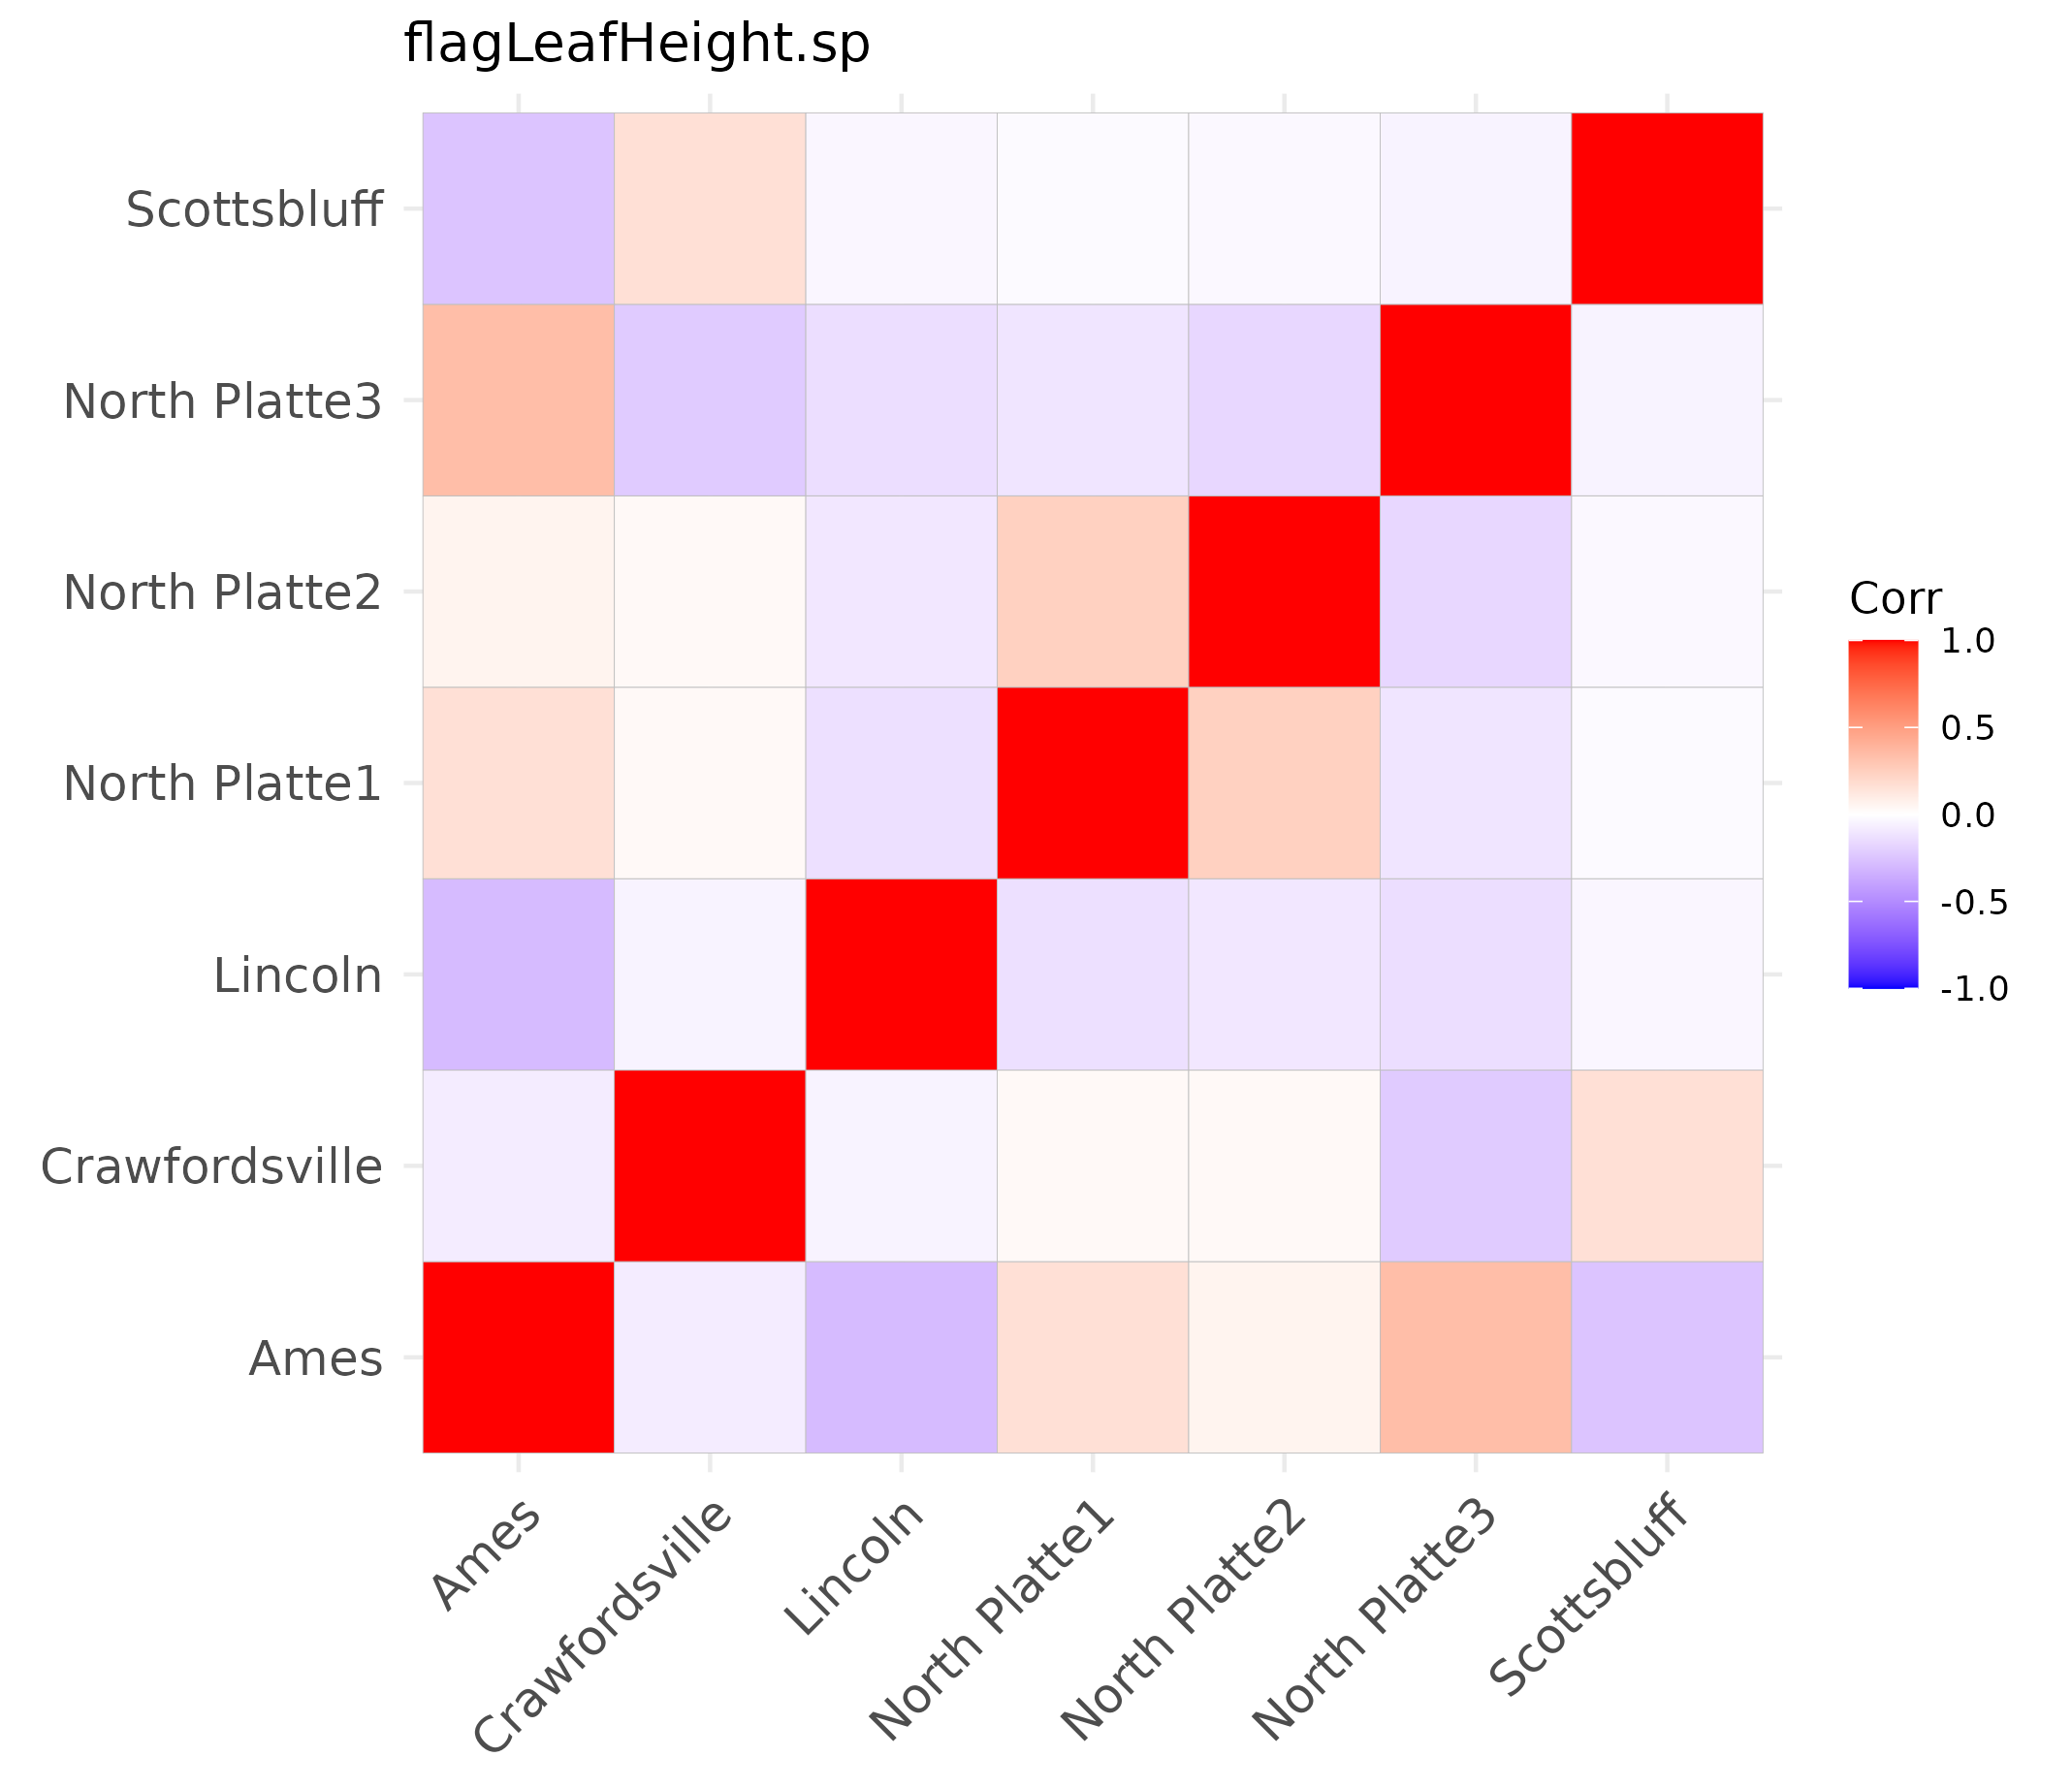 flagLeafHeight.sp
Scottsbluff
North Platte3
North Platte2
North Platte1
Lincoln
Crawfordsville
Ames
Ames
Crawfordsville
Lincoln
North Platte1
North Platte2
North Platte3
Scottsbluff
Corr
1.0
0.5
0.0
-0.5
-1.0